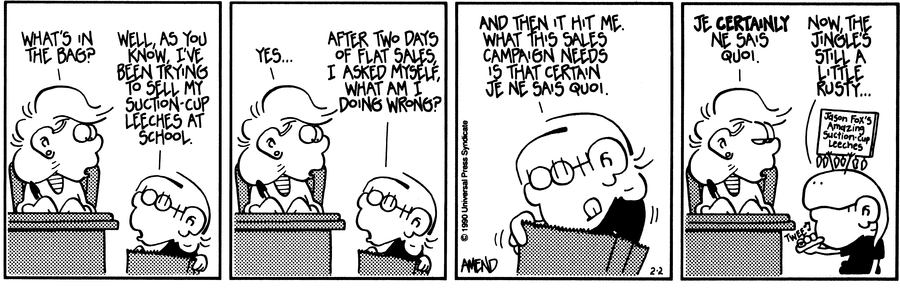 WHAT'S IN
THE BAG?
WELL, AS YOU
KNOW, I'VE
BEEN TRYING
TO SELL MY
SUCTION-CUP
LEECHES AT
SCHOOL.
YES...
AFTER TWO DAYS
OF FLAT SALES,
I ASKED MYSELF,
WHAT AM I
DOING WRONG?
AND THEN IT HIT ME.
WHAT THIS SALES
CAMPAIGN NEEDS
IS THAT CERTAIN
JE NE SAIS QUOI.
© 1990 Universal Press Syndicate
AMEND
2-2
JE CERTAINLY
NE SAIS
QUOI.
NOW, THE
JINGLE'S
STILL A
LITTLE
RUSTY...
Jason Fox's
Amazing
Suction-Cup
Leeches
TWEE